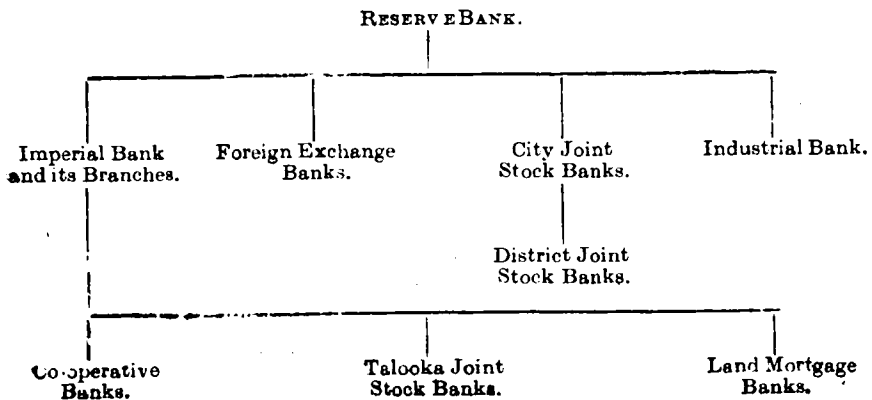 RESERVE BANK.
Imperial Bank
and its Branches.
Foreign Exchange
Banks.
City Joint
Stock Banks.
Industrial Bank.
District Joint
Stock Banks.
Co-operative
Banks.
Talooka Joint
Stock Banks.
Land Mortgage
Banks.